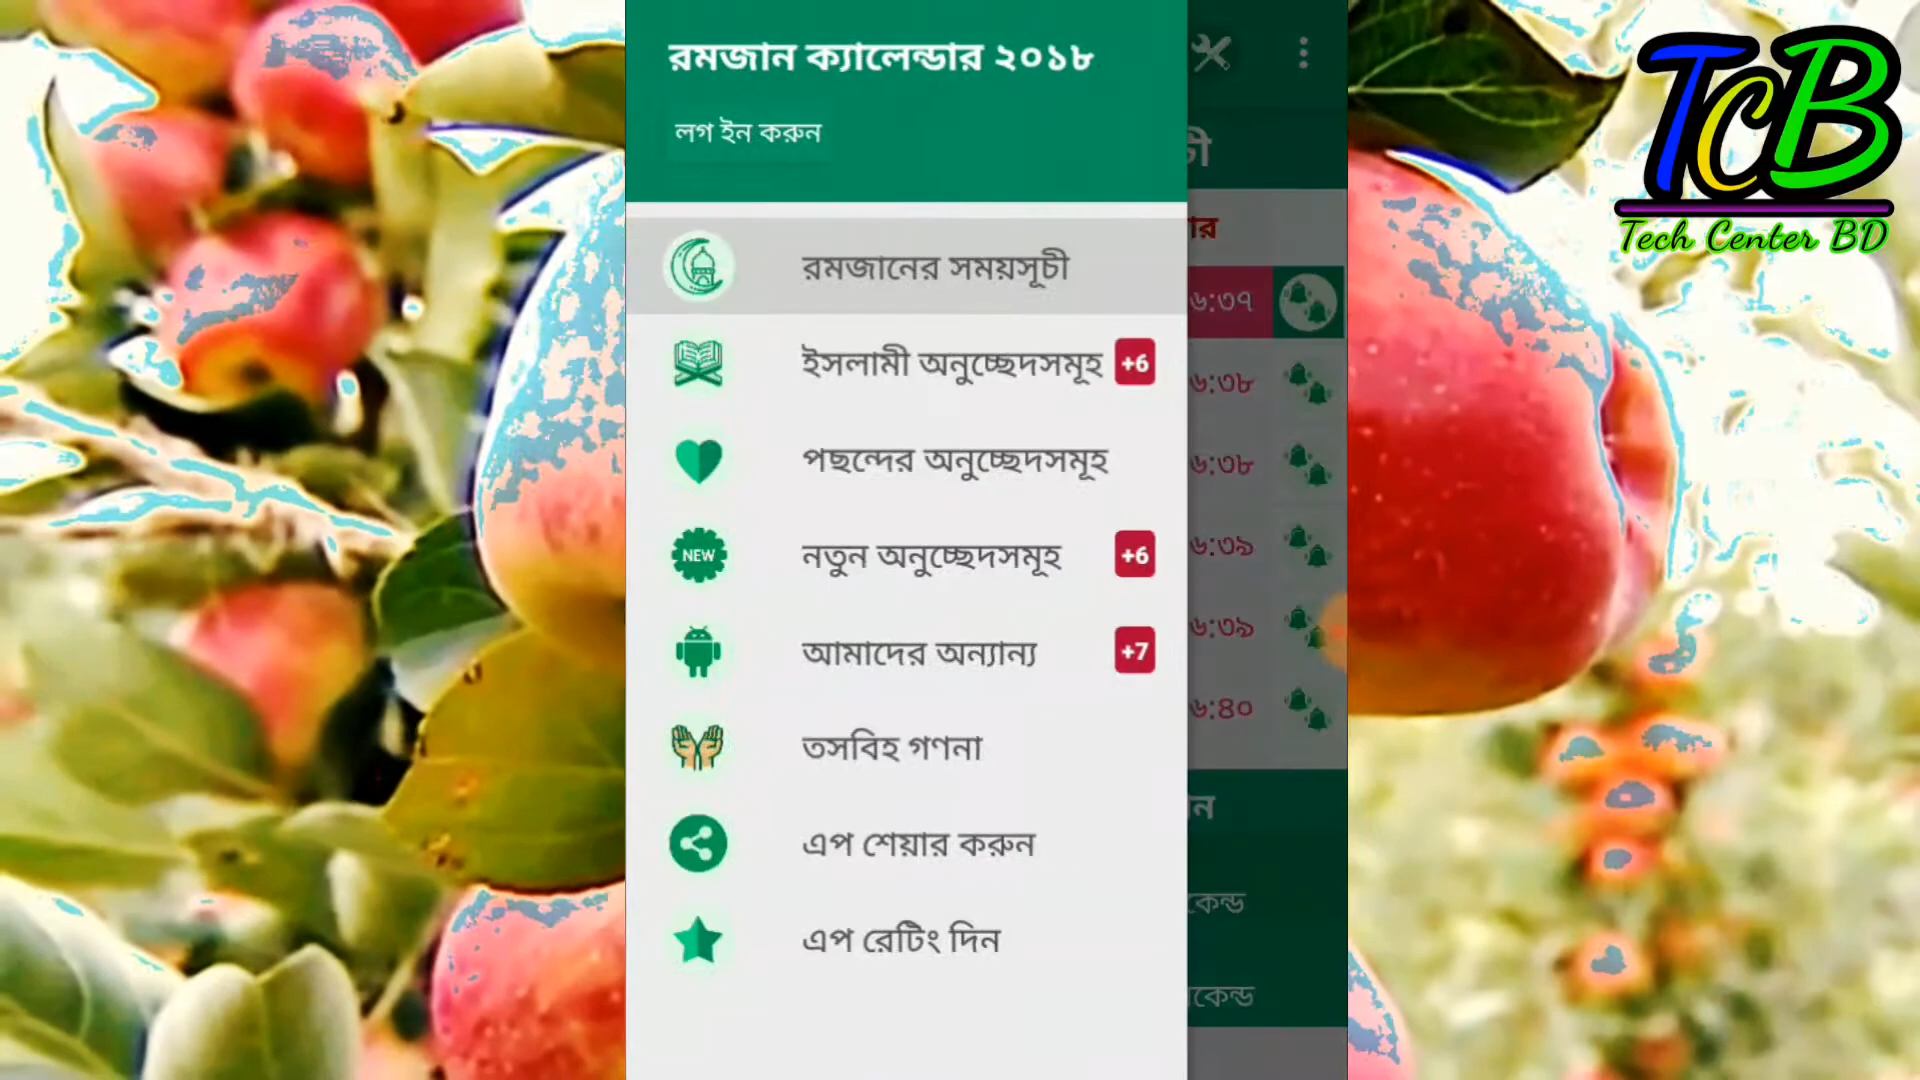 রমজান ক্যালেন্ডার ২০১৮
লগ ইন করুন
রমজানের সময়সূচী
ইসলামী অনুচ্ছেদসমূহ +6
পছন্দের অনুচ্ছেদসমূহ
NEW নতুন অনুচ্ছেদসমূহ +6
আমাদের অন্যান্য +7
তসবিহ গণনা
এপ শেয়ার করুন
এপ রেটিং দিন
৬:৩৭
৬:৩৮
৬:৩৮
৬:৩৯
৬:৩৯
৬:৪০
TCB
Tech Center BD